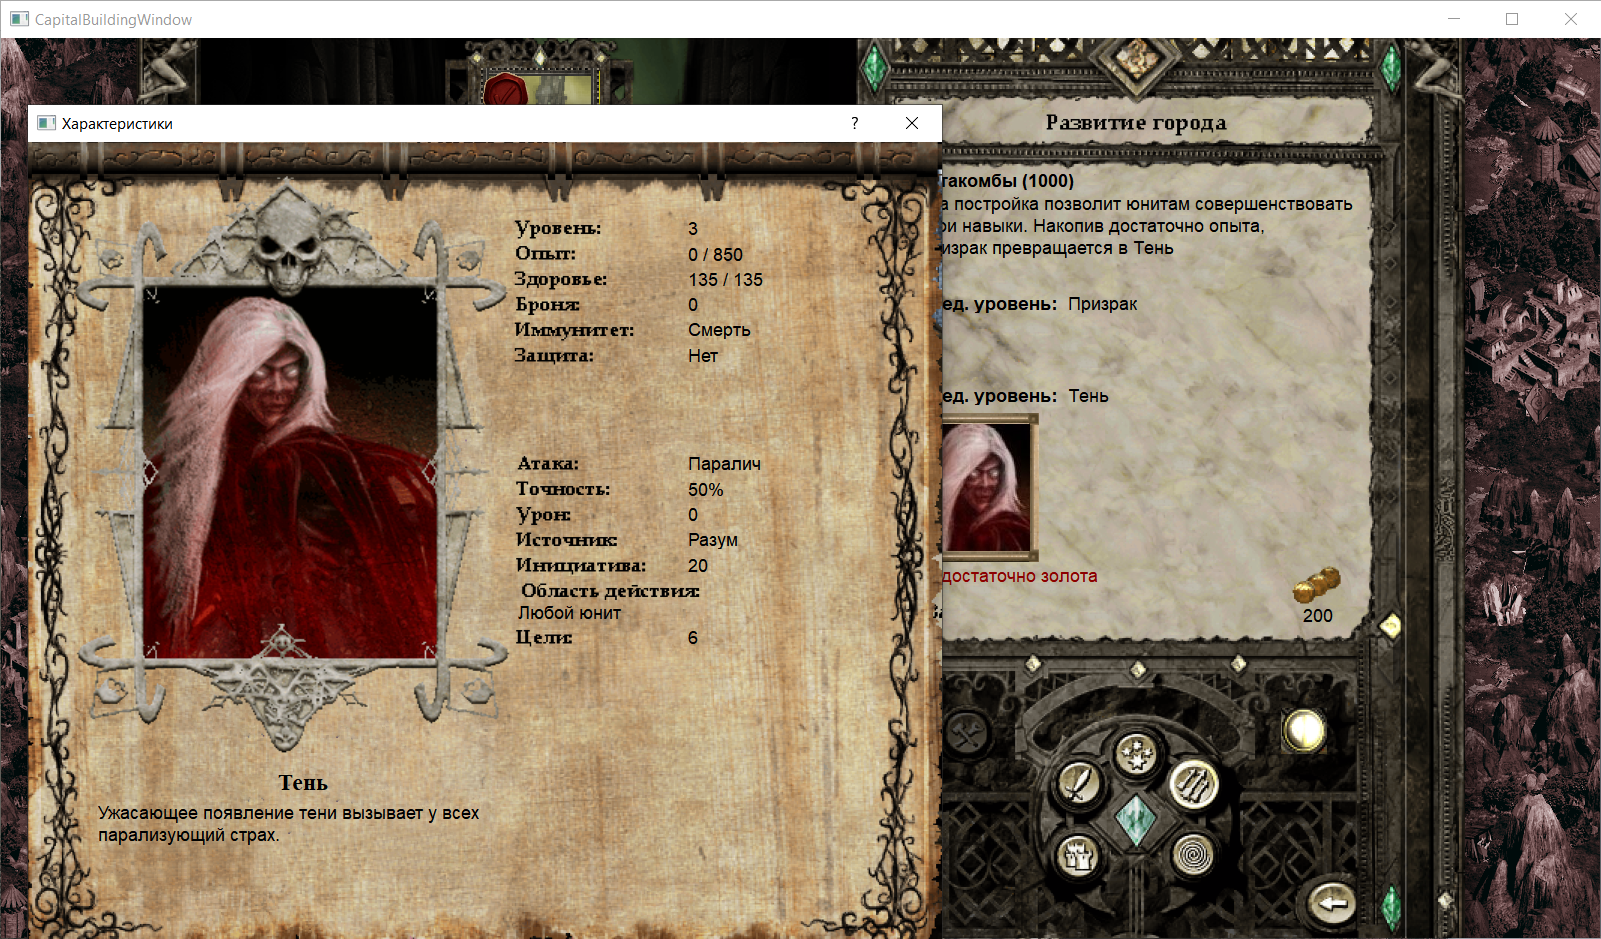 CapitalBuildingWindow
Характеристики
?
Уровень: 3
Опыт: 0 / 850
Здоровье: 135 / 135
Броня: 0
Иммунитет: Смерть
Защита: Нет
Атака: Паралич
Точность: 50%
Урон: 0
Источник: Разум
Инициатива: 20
Область действия:
Любой юнит
Цели: 6
Тень
Ужасающее появление тени вызывает у всех
парализующий страх.
Развитие города
такомбы (1000)
а постройка позволит юнитам совершенствовать
ои навыки. Накопив достаточно опыта,
израк превращается в Тень
ед. уровень: Призрак
ед. уровень: Тень
достаточно золота
200